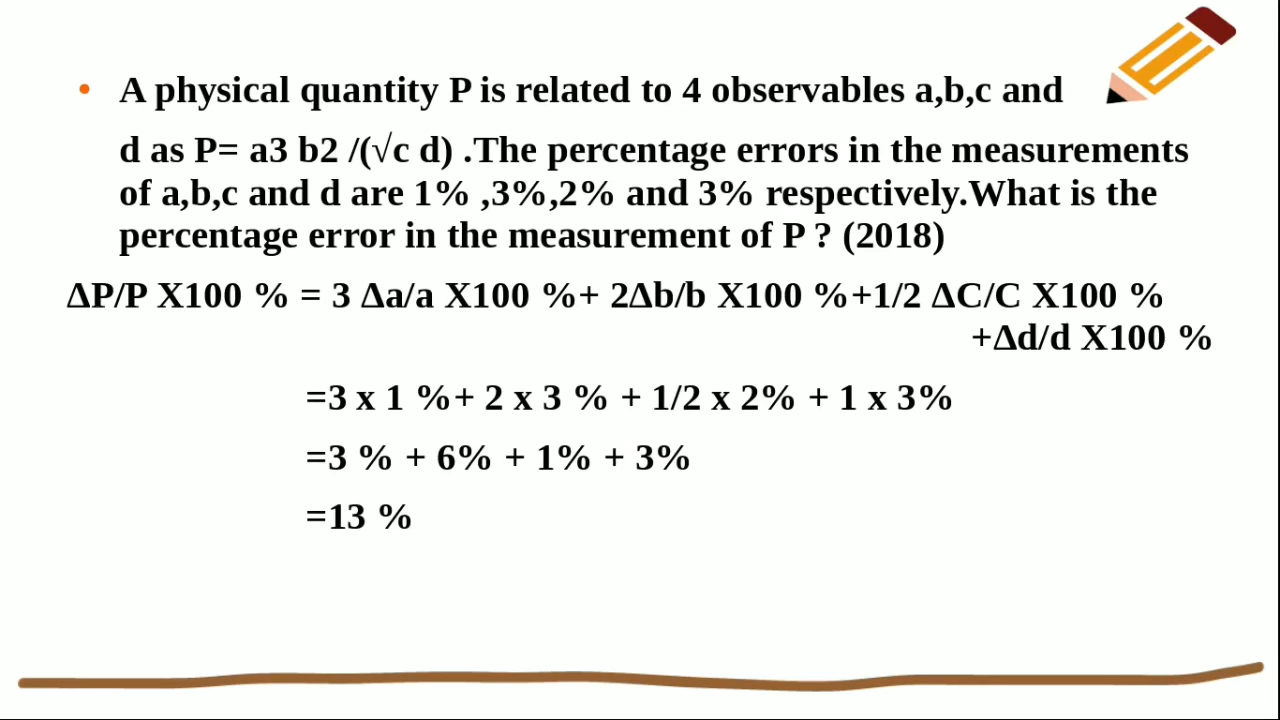 • A physical quantity P is related to 4 observables a,b,c and
d as P= a3 b2 /(√c d) .The percentage errors in the measurements
of a,b,c and d are 1% ,3%,2% and 3% respectively.What is the
percentage error in the measurement of P ? (2018)
ΔP/P X100 % = 3 Δa/a X100 %+ 2Δb/b X100 %+1/2 ΔC/C X100 %
+Δd/d X100 %
=3 x 1 %+ 2 x 3 % + 1/2 x 2% + 1 x 3%
=3 % + 6% + 1% + 3%
=13 %